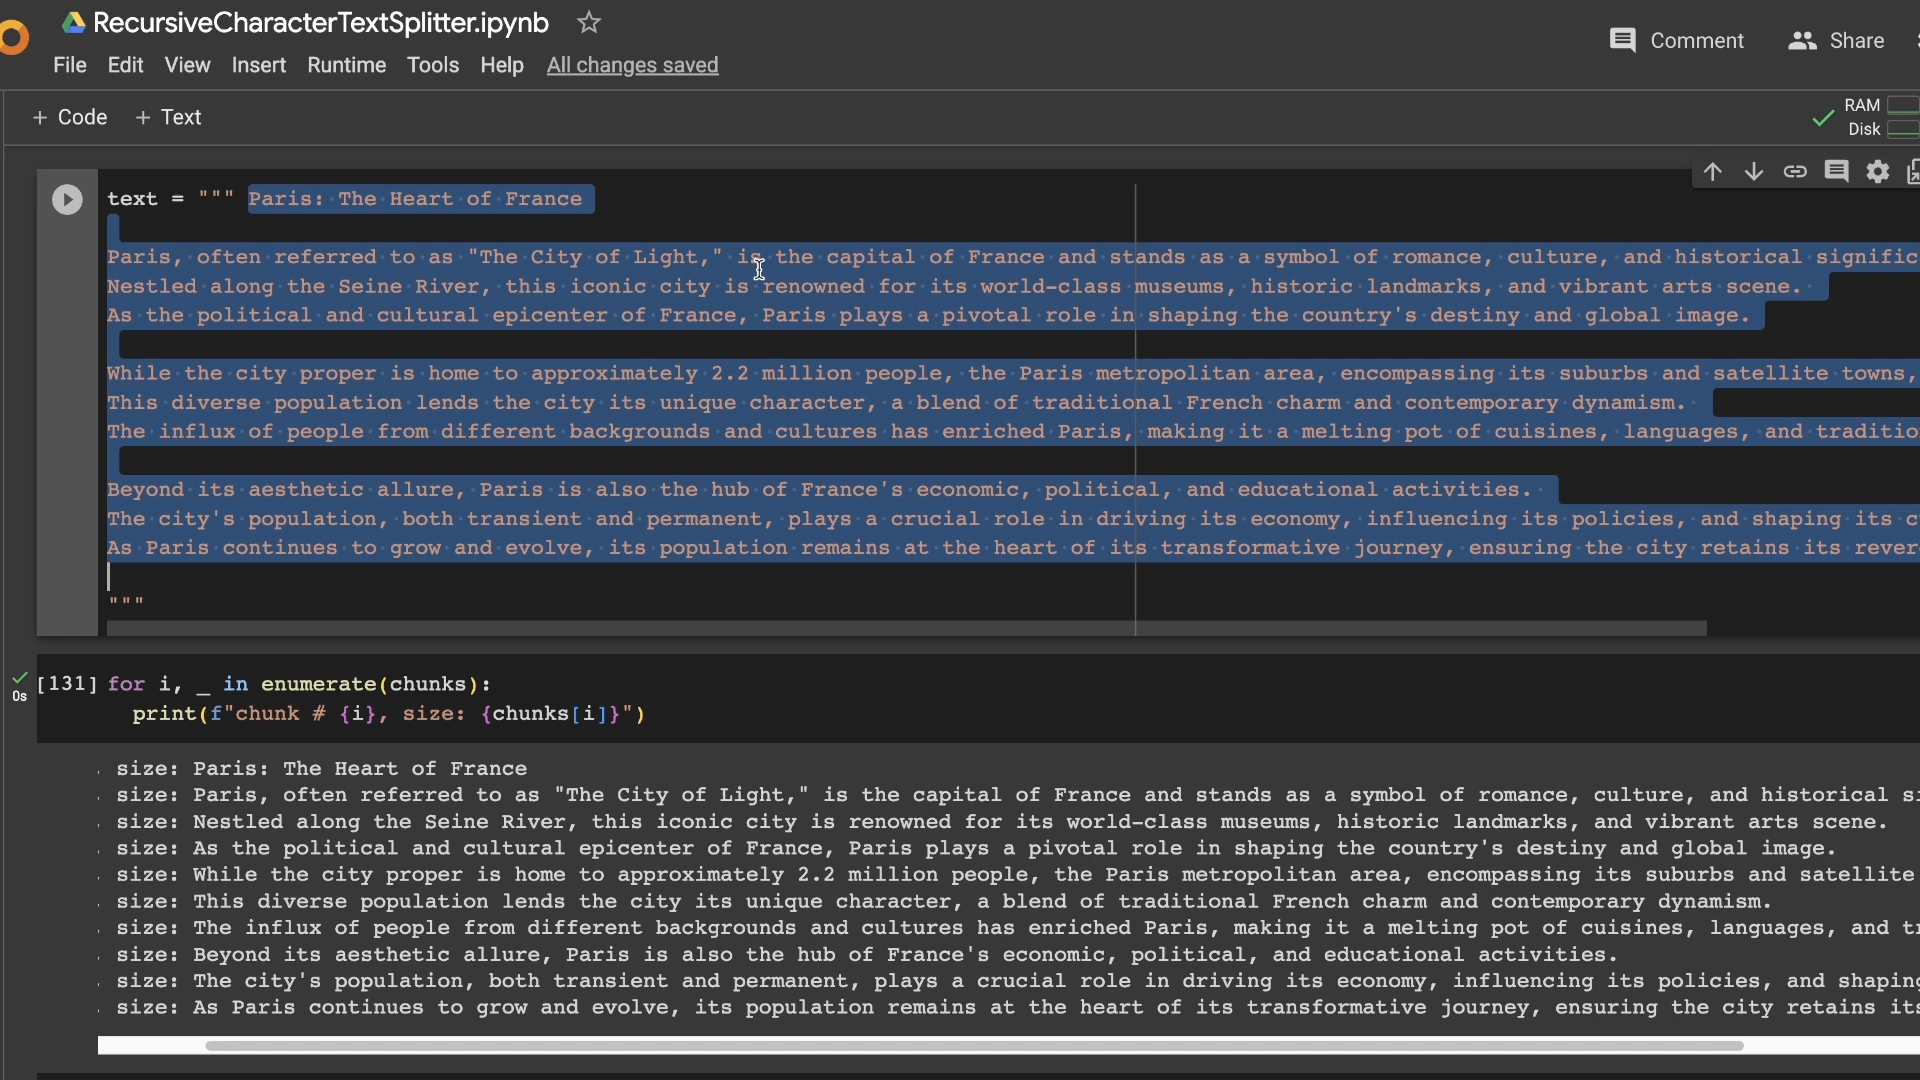 RecursiveCharacterTextSplitter.ipynb
Comment
Share
File Edit View Insert Runtime Tools Help All changes saved
+ Code + Text
RAM
Disk
text = """ Paris: The Heart of France
Paris, often referred to as "The City of Light," is the capital of France and stands as a symbol of romance, culture, and historical signific
Nestled along the Seine River, this iconic city is renowned for its world-class museums, historic landmarks, and vibrant arts scene.
As the political and cultural epicenter of France, Paris plays a pivotal role in shaping the country's destiny and global image.
While the city proper is home to approximately 2.2 million people, the Paris metropolitan area, encompassing its suburbs and satellite towns,
This diverse population lends the city its unique character, a blend of traditional French charm and contemporary dynamism.
The influx of people from different backgrounds and cultures has enriched Paris, making it a melting pot of cuisines, languages, and traditio
Beyond its aesthetic allure, Paris is also the hub of France's economic, political, and educational activities.
The city's population, both transient and permanent, plays a crucial role in driving its economy, influencing its policies, and shaping its c
As Paris continues to grow and evolve, its population remains at the heart of its transformative journey, ensuring the city retains its rever
"""
0s
[131] for i, _ in enumerate(chunks):
print(f"chunk # {i}, size: {chunks[i]}")
size: Paris: The Heart of France
size: Paris, often referred to as "The City of Light," is the capital of France and stands as a symbol of romance, culture, and historical si
size: Nestled along the Seine River, this iconic city is renowned for its world-class museums, historic landmarks, and vibrant arts scene.
size: As the political and cultural epicenter of France, Paris plays a pivotal role in shaping the country's destiny and global image.
size: While the city proper is home to approximately 2.2 million people, the Paris metropolitan area, encompassing its suburbs and satellite
size: This diverse population lends the city its unique character, a blend of traditional French charm and contemporary dynamism.
size: The influx of people from different backgrounds and cultures has enriched Paris, making it a melting pot of cuisines, languages, and tr
size: Beyond its aesthetic allure, Paris is also the hub of France's economic, political, and educational activities.
size: The city's population, both transient and permanent, plays a crucial role in driving its economy, influencing its policies, and shaping
size: As Paris continues to grow and evolve, its population remains at the heart of its transformative journey, ensuring the city retains its